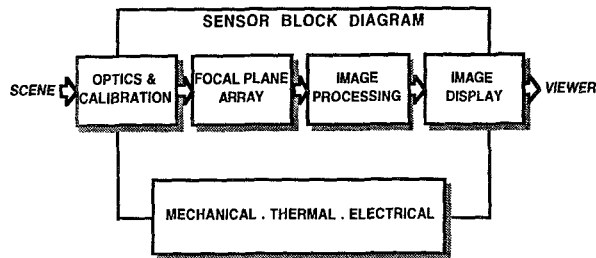 SENSOR BLOCK DIAGRAM
SCENE
OPTICS &
CALIBRATION
FOCAL PLANE
ARRAY
IMAGE
PROCESSING
IMAGE
DISPLAY
VIEWER
MECHANICAL . THERMAL . ELECTRICAL